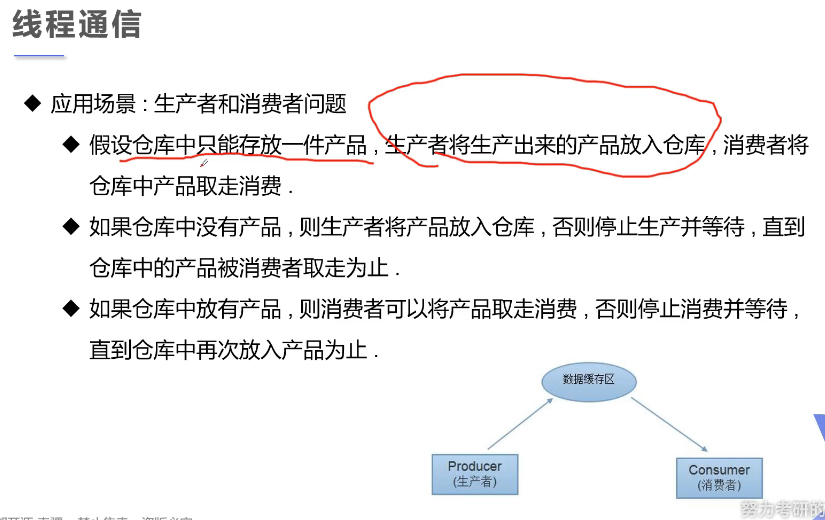 线程通信
◆ 应用场景：生产者和消费者问题
◆ 假设仓库中只能存放一件产品，生产者将生产出来的产品放入仓库，消费者将
仓库中产品取走消费．
◆ 如果仓库中没有产品，则生产者将产品放入仓库，否则停止生产并等待，直到
仓库中的产品被消费者取走为止．
◆ 如果仓库中放有产品，则消费者可以将产品取走消费，否则停止消费并等待，
直到仓库中再次放入产品为止．
数据缓存区
Producer
(生产者)
Consumer
(消费者)
努力考研的